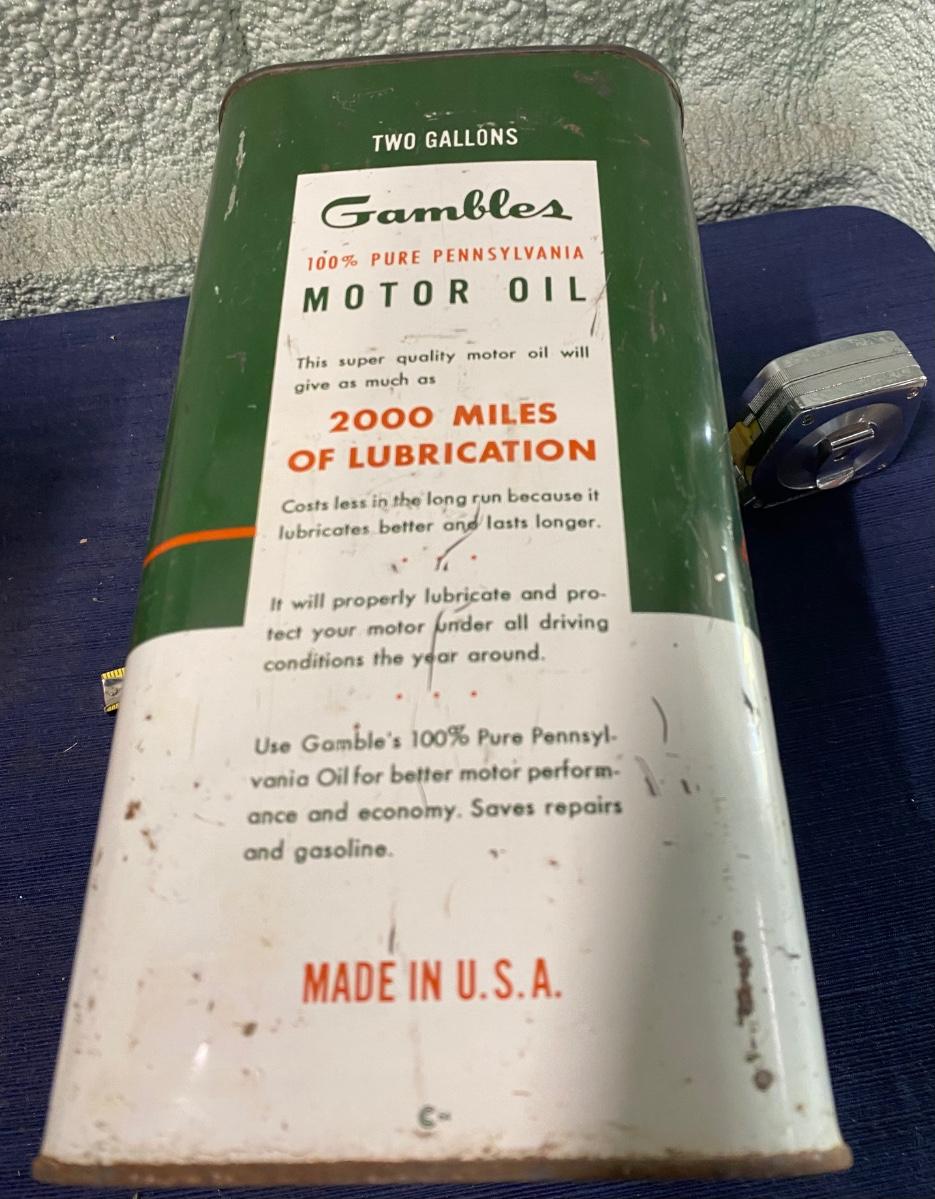 TWO GALLONS
Gambles
100% PURE PENNSYLVANIA
MOTOR OIL
This super quality motor oil will
give as much as
2000 MILES
OF LUBRICATION
Costs less in the long run because it
lubricates better and lasts longer.
It will properly lubricate and pro-
tect your motor under all driving
conditions the year around.
Use Gamble's 100% Pure Pennsyl-
vania Oil for better motor perform-
ance and economy. Saves repairs
and gasoline.
MADE IN U.S.A.